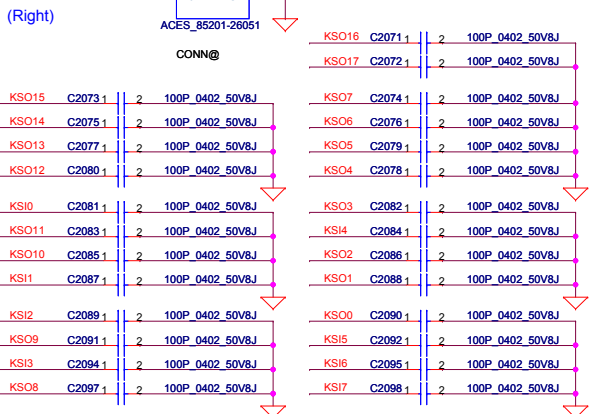 (Right)
ACES_85201-26051
CONN@
KSO16 C2071 1 2 100P_0402_50V8J
KSO17 C2072 1 2 100P_0402_50V8J
KSO15 C2073 1 2 100P_0402_50V8J
KSO7 C2074 1 2 100P_0402_50V8J
KSO14 C2075 1 2 100P_0402_50V8J
KSO6 C2076 1 2 100P_0402_50V8J
KSO13 C2077 1 2 100P_0402_50V8J
KSO5 C2079 1 2 100P_0402_50V8J
KSO12 C2080 1 2 100P_0402_50V8J
KSO4 C2078 1 2 100P_0402_50V8J
KSI0 C2081 1 2 100P_0402_50V8J
KSO3 C2082 1 2 100P_0402_50V8J
KSO11 C2083 1 2 100P_0402_50V8J
KSI4 C2084 1 2 100P_0402_50V8J
KSO10 C2085 1 2 100P_0402_50V8J
KSO2 C2086 1 2 100P_0402_50V8J
KSI1 C2087 1 2 100P_0402_50V8J
KSO1 C2088 1 2 100P_0402_50V8J
KSI2 C2089 1 2 100P_0402_50V8J
KSO0 C2090 1 2 100P_0402_50V8J
KSO9 C2091 1 2 100P_0402_50V8J
KSI5 C2092 1 2 100P_0402_50V8J
KSI3 C2094 1 2 100P_0402_50V8J
KSI6 C2095 1 2 100P_0402_50V8J
KSO8 C2097 1 2 100P_0402_50V8J
KSI7 C2098 1 2 100P_0402_50V8J